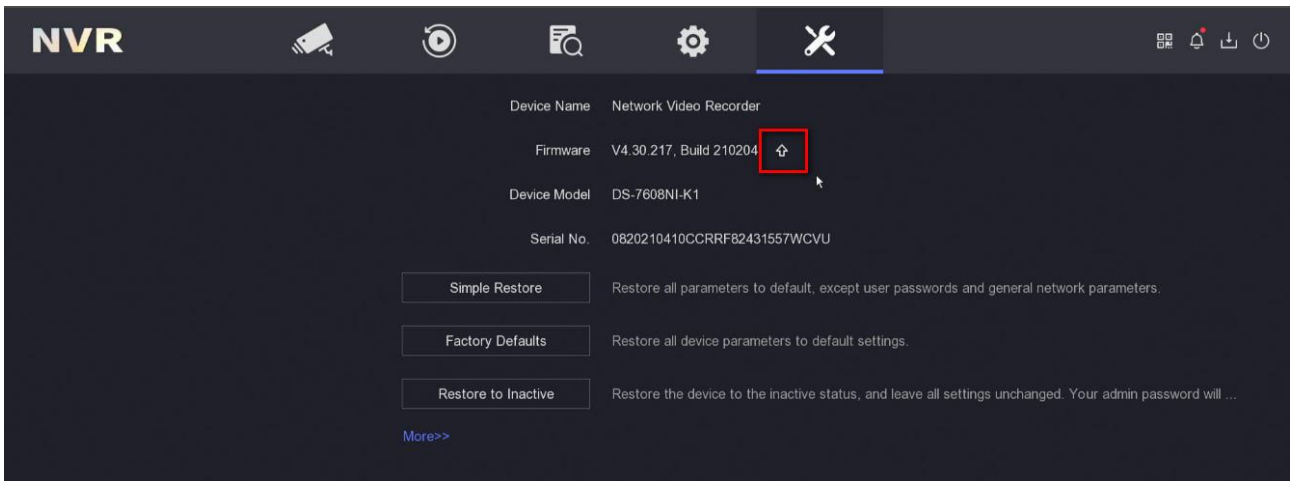 NVR
Device Name Network Video Recorder
Firmware V4.30.217, Build 210204
Device Model DS-7608NI-K1
Serial No. 0820210410CCRRF82431557WCVU
Simple Restore Restore all parameters to default, except user passwords and general network parameters.
Factory Defaults Restore all device parameters to default settings.
Restore to Inactive Restore the device to the inactive status, and leave all settings unchanged. Your admin password will ...
More>>